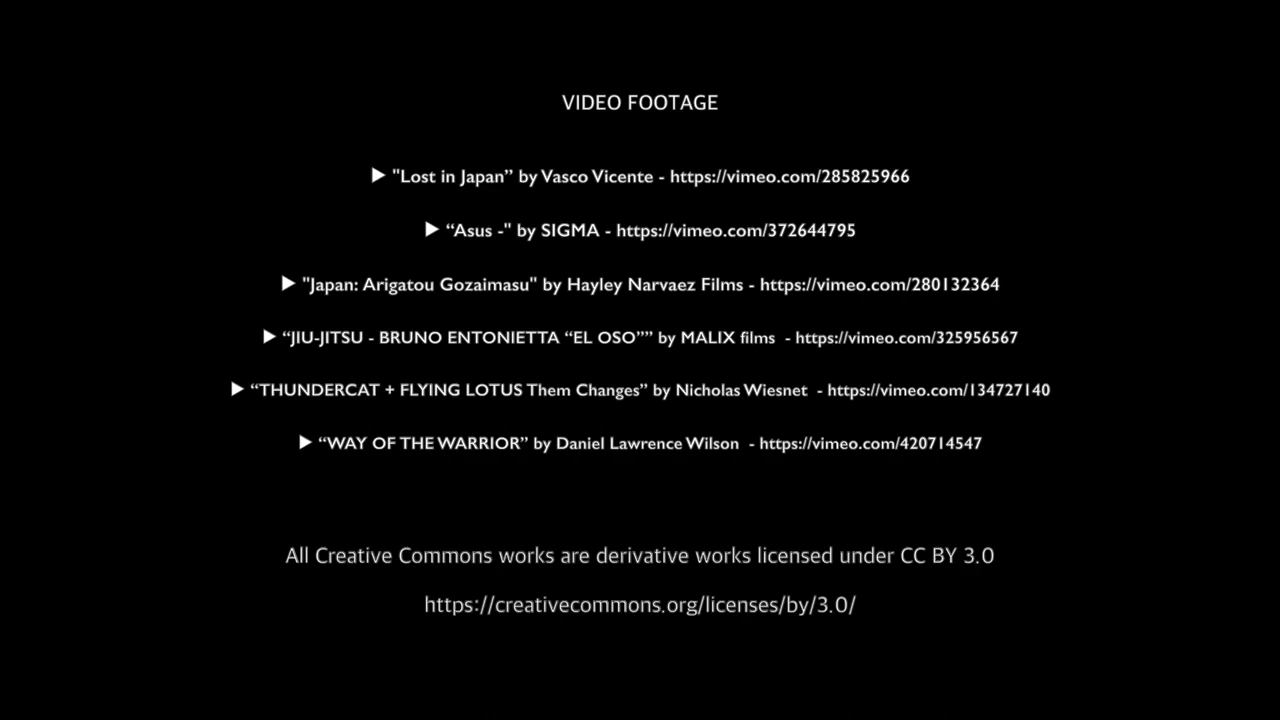 VIDEO FOOTAGE
▶ "Lost in Japan” by Vasco Vicente - https://vimeo.com/285825966
▶ “Asus -" by SIGMA - https://vimeo.com/372644795
▶ "Japan: Arigatou Gozaimasu" by Hayley Narvaez Films - https://vimeo.com/280132364
▶ “JIU-JITSU - BRUNO ENTONIETTA “EL OSO”” by MALIX films - https://vimeo.com/325956567
▶ “THUNDERCAT + FLYING LOTUS Them Changes” by Nicholas Wiesnet - https://vimeo.com/134727140
▶ “WAY OF THE WARRIOR” by Daniel Lawrence Wilson - https://vimeo.com/420714547
All Creative Commons works are derivative works licensed under CC BY 3.0
https://creativecommons.org/licenses/by/3.0/